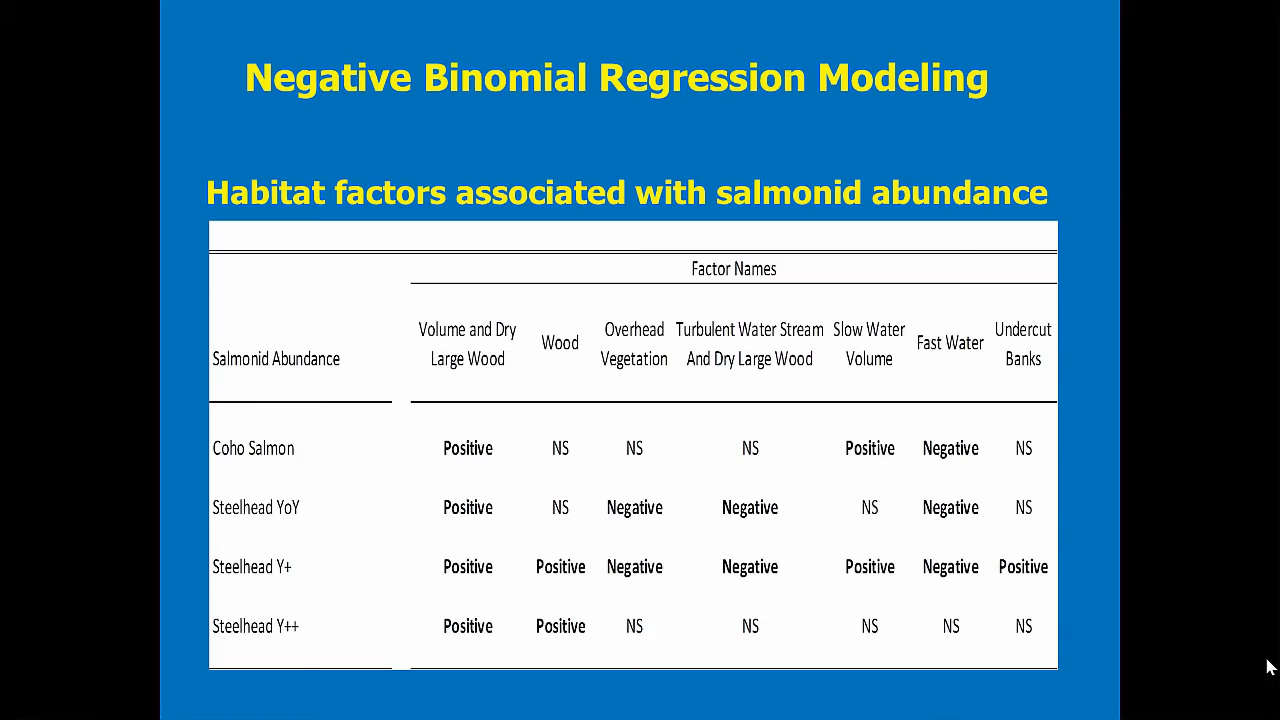 Negative Binomial Regression Modeling
Habitat factors associated with salmonid abundance
Factor Names
Salmonid Abundance Volume and Dry Large Wood Wood Overhead Vegetation Turbulent Water Stream And Dry Large Wood Slow Water Volume Fast Water Undercut Banks
Coho Salmon Positive NS NS NS Positive Negative NS
Steelhead YoY Positive NS Negative Negative NS Negative NS
Steelhead Y+ Positive Positive Negative Negative Positive Negative Positive
Steelhead Y++ Positive Positive NS NS NS NS NS